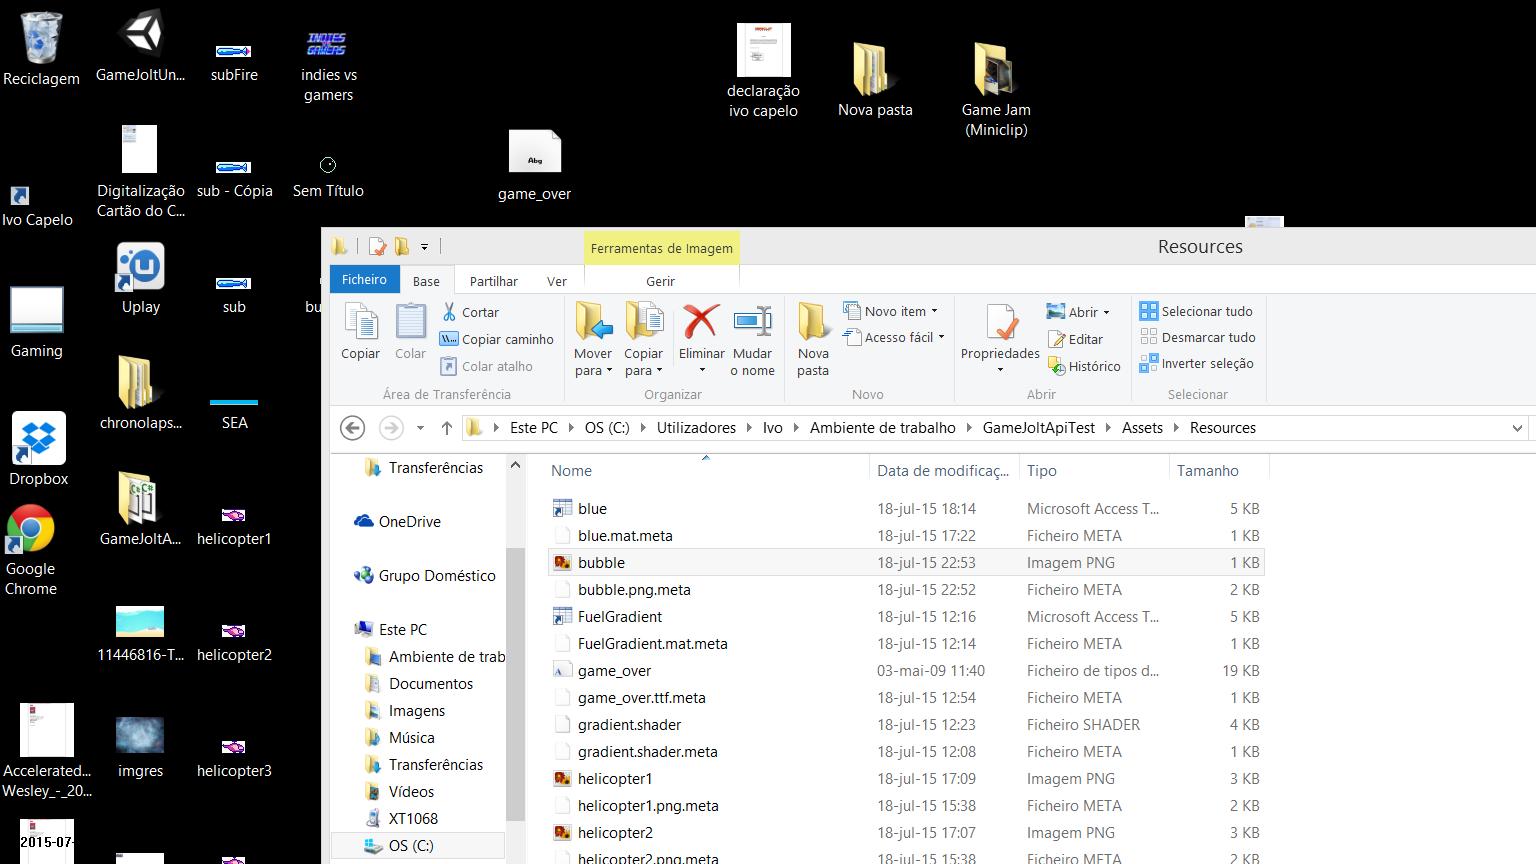 Reciclagem
GameJoltUn...
subFire
INDIES
VS
GAMERS
indies vs
gamers
declaração
ivo capelo
Nova pasta
Game Jam
(Miniclip)
Ivo Capelo
Digitalização
Cartão do C...
sub - Cópia
Sem Título
Abg
game_over
Gaming
Uplay
sub
bu
Dropbox
chronolaps...
SEA
Google
Chrome
GameJoltA...
helicopter1
11446816-T...
helicopter2
Accelerated...
Wesley_-_20...
imgres
helicopter3
2015-07-
Resources
Ferramentas de Imagem
Ficheiro
Base
Partilhar
Ver
Gerir
Copiar
Colar
Cortar
Copiar caminho
Colar atalho
Área de Transferência
Mover
para
Copiar
para
Eliminar
Mudar
o nome
Organizar
Nova
pasta
Novo item
Acesso fácil
Novo
Propriedades
Abrir
Editar
Histórico
Abrir
Selecionar tudo
Desmarcar tudo
Inverter seleção
Selecionar
Este PC
OS (C:)
Utilizadores
Ivo
Ambiente de trabalho
GameJoltApiTest
Assets
Resources
Transferências
OneDrive
Grupo Doméstico
Este PC
Ambiente de trab
Documentos
Imagens
Música
Transferências
Vídeos
XT1068
OS (C:)
Nome Data de modificaç... Tipo Tamanho
blue 18-jul-15 18:14 Microsoft Access T... 5 KB
blue.mat.meta 18-jul-15 17:22 Ficheiro META 1 KB
bubble 18-jul-15 22:53 Imagem PNG 1 KB
bubble.png.meta 18-jul-15 22:52 Ficheiro META 2 KB
FuelGradient 18-jul-15 12:16 Microsoft Access T... 5 KB
FuelGradient.mat.meta 18-jul-15 12:14 Ficheiro META 1 KB
game_over 03-mai-09 11:40 Ficheiro de tipos d... 19 KB
game_over.ttf.meta 18-jul-15 12:54 Ficheiro META 1 KB
gradient.shader 18-jul-15 12:23 Ficheiro SHADER 4 KB
gradient.shader.meta 18-jul-15 12:08 Ficheiro META 1 KB
helicopter1 18-jul-15 17:09 Imagem PNG 3 KB
helicopter1.png.meta 18-jul-15 15:38 Ficheiro META 2 KB
helicopter2 18-jul-15 17:07 Imagem PNG 3 KB
helicopter2.png.meta 18-jul-15 15:38 Ficheiro META 2 KB